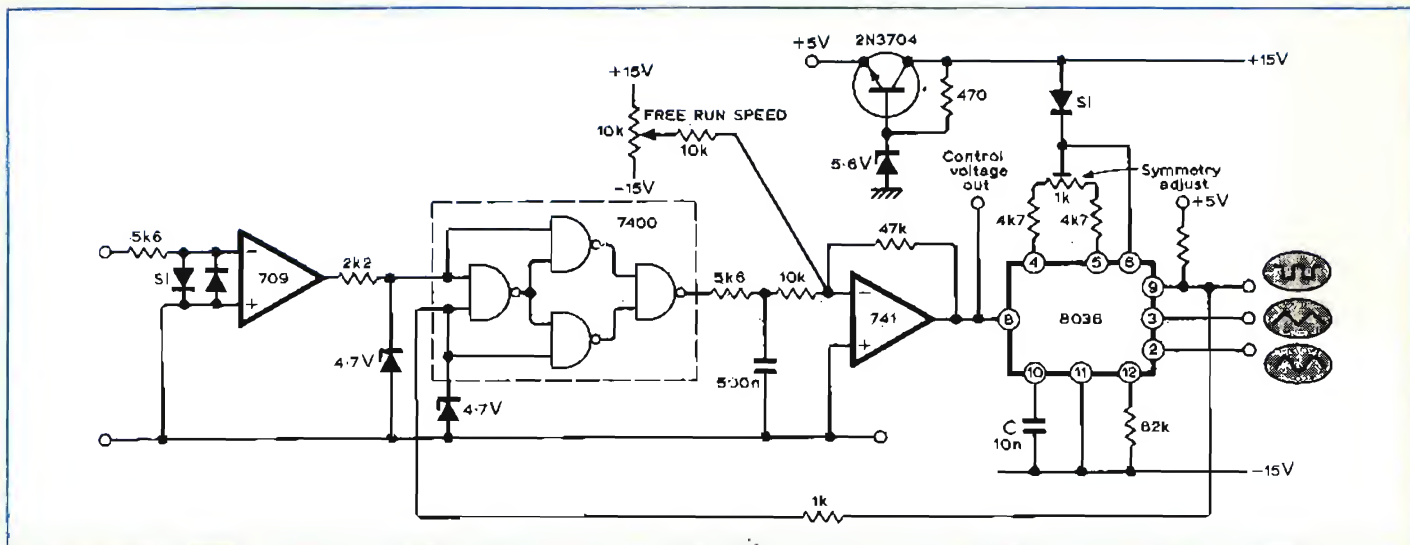 +5V
2N3704
+15V
+15V
470
SI
FREE RUN SPEED
10k
10k
5·6V
Control
voltage
out
Symmetry
adjust
-15V
1k
+5V
7400
47k
4k7
4k7
5k6
4
5
6
2k2
5k6
10k
9
SI
-
709
+
-
741
+
8
8038
3
2
4·7V
500n
10
11
12
4·7V
C
10n
82k
-15V
1k